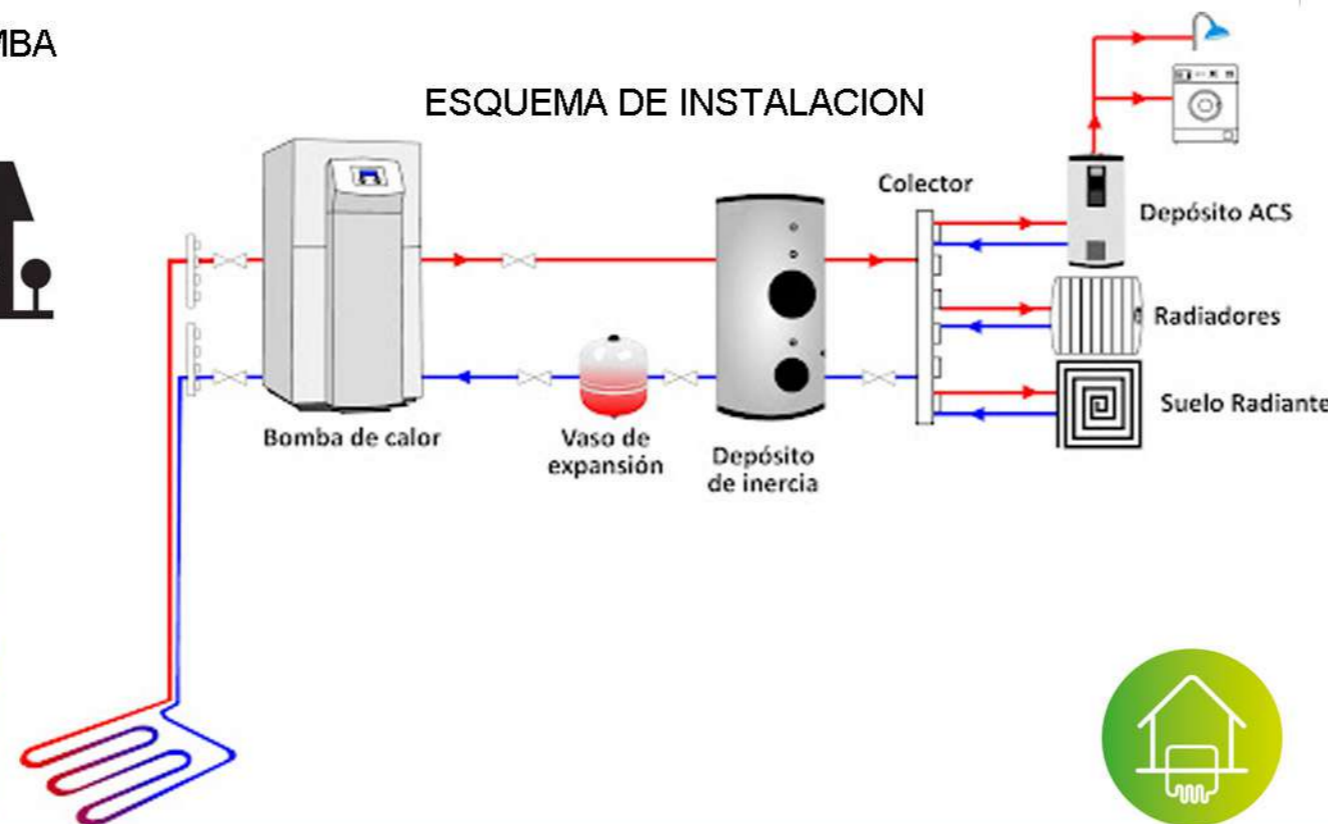 MBA
ESQUEMA DE INSTALACION
Colector
Depósito ACS
Radiadores
Suelo Radiante
Bomba de calor
Vaso de
expansión
Depósito
de inercia